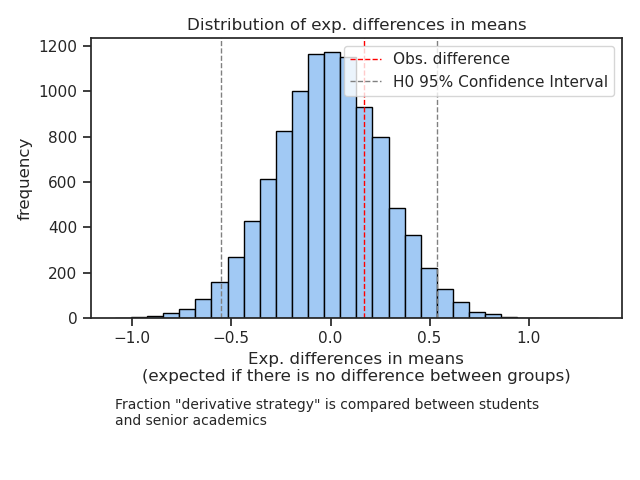 Distribution of exp. differences in means
Obs. difference
H0 95% Confidence Interval
frequency
1200
1000
800
600
400
200
0
−1.0
−0.5
0.0
0.5
1.0
Exp. differences in means
(expected if there is no difference between groups)
Fraction "derivative strategy" is compared between students
and senior academics